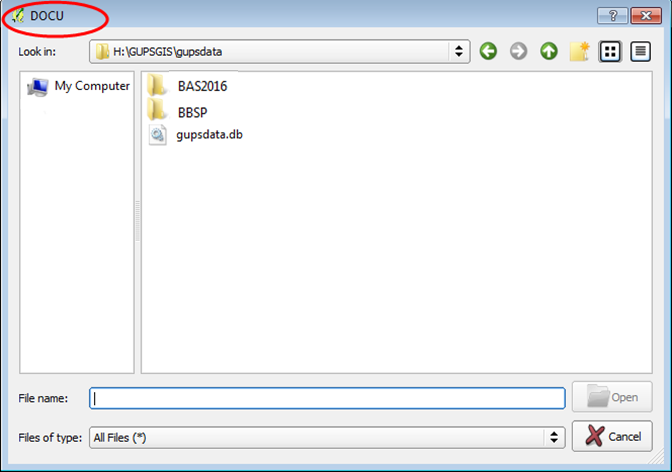 DOCU
?
Look in: H:\GUPSGIS\gupsdata
My Computer
BAS2016
BBSP
gupsdata.db
File name:
Open
Files of type: All Files (*)
Cancel